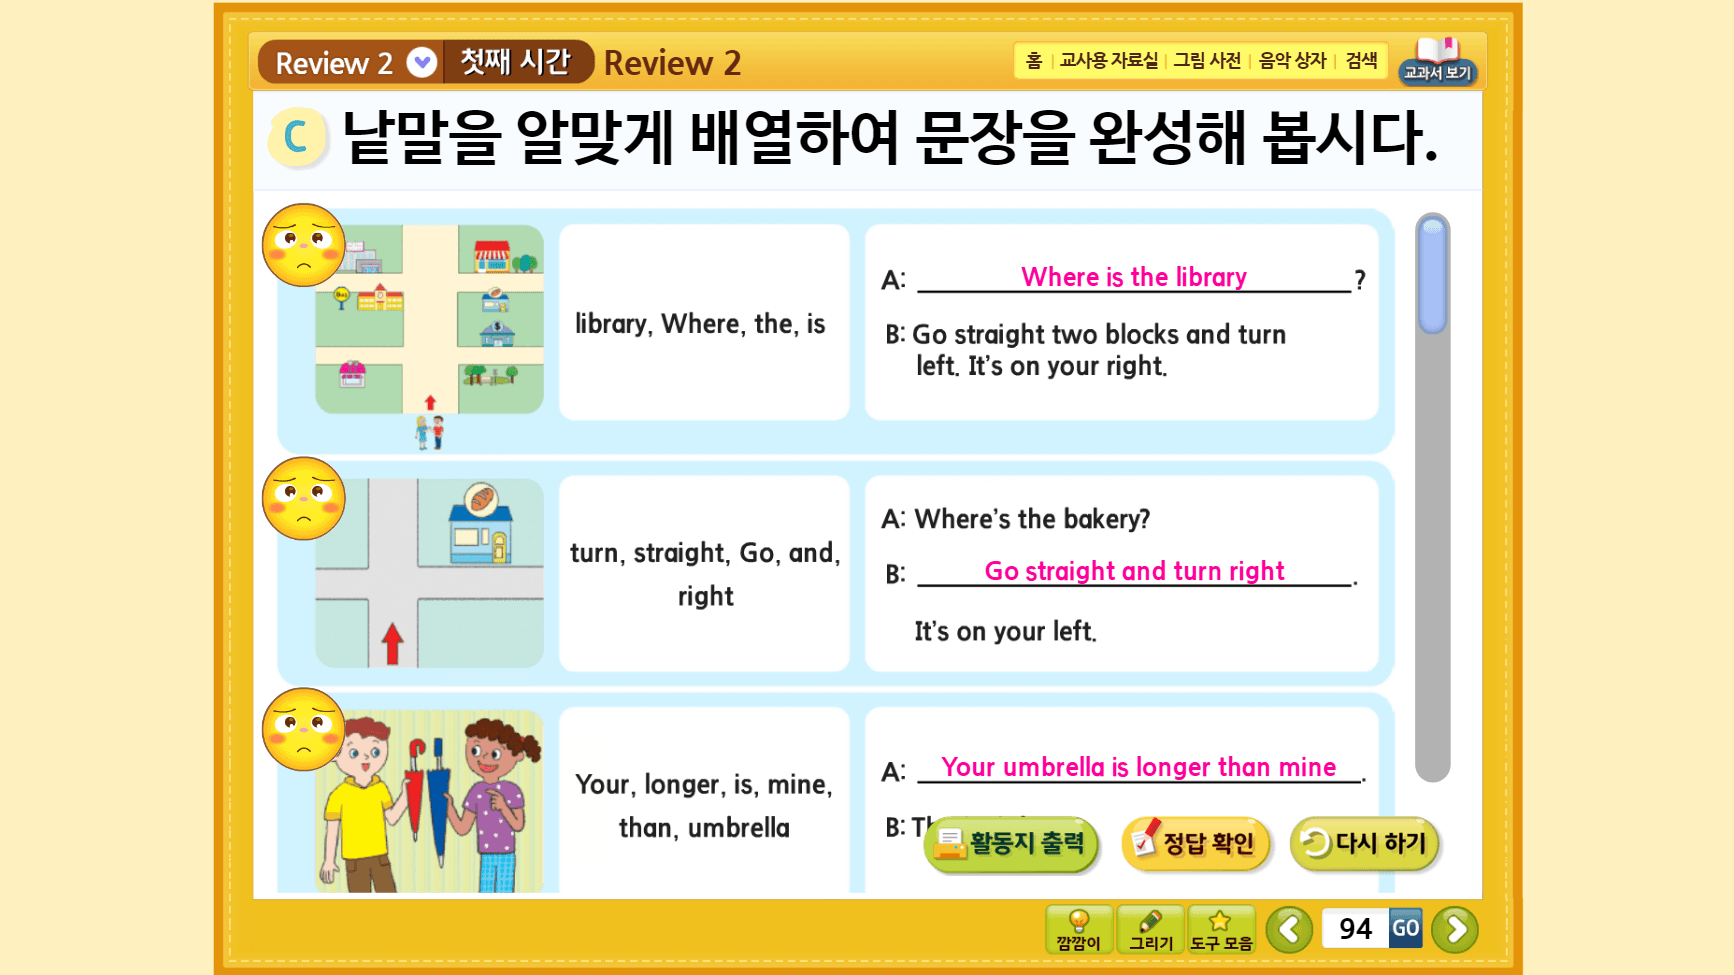 Review 2 첫째 시간 Review 2 홈 교사용 자료실 그림 사전 음악 상자 검색 교과서 보기
C 낱말을 알맞게 배열하여 문장을 완성해 봅시다.
library, Where, the, is
A: Where is the library ?
B: Go straight two blocks and turn
left. It's on your right.
turn, straight, Go, and,
right
A: Where's the bakery?
B: Go straight and turn right .
It's on your left.
Your, longer, is, mine,
than, umbrella
A: Your umbrella is longer than mine .
B:
활동지 출력 정답 확인 다시 하기
깜깜이 그리기 도구 모음 94 GO